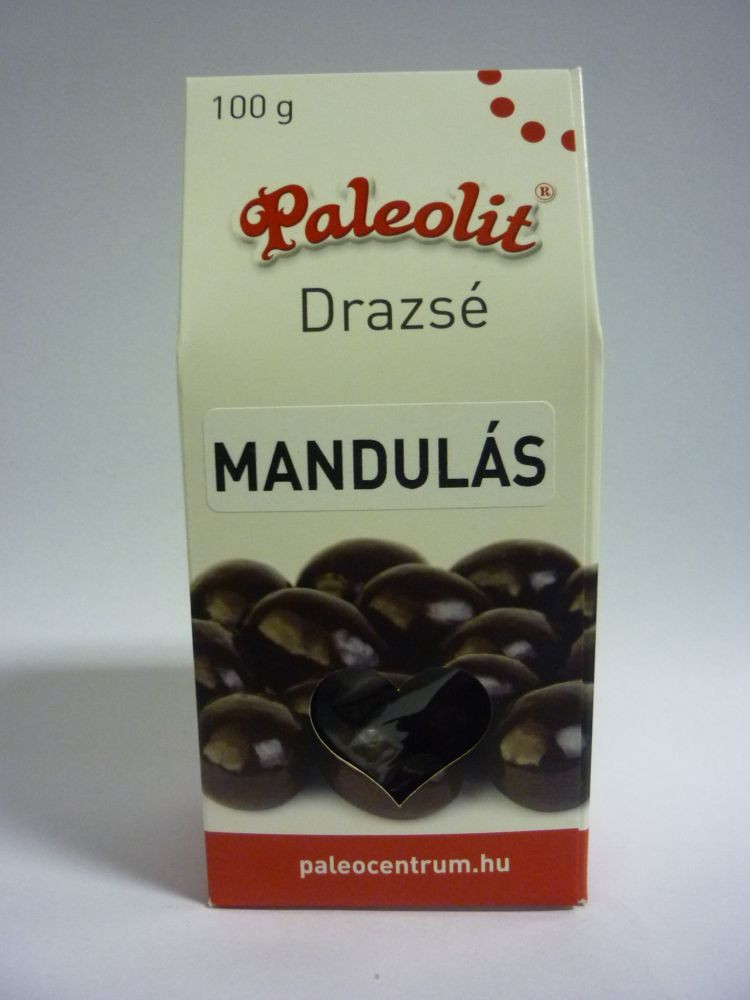 100 g
Paleolit®
Drazsé
MANDULÁS
paleocentrum.hu